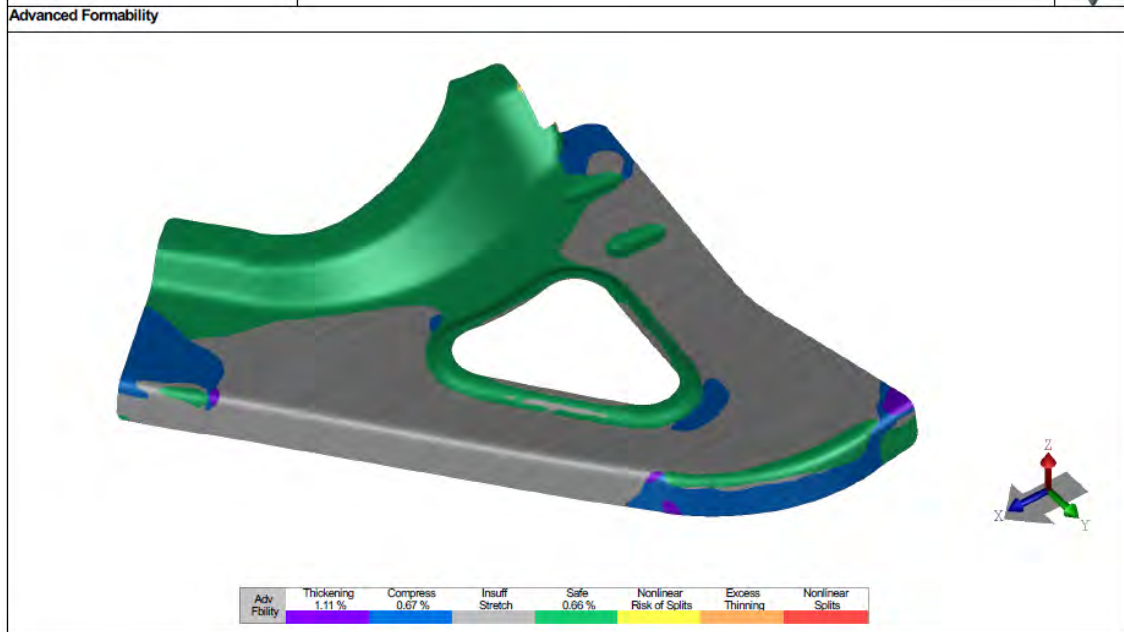 Advanced Formability
Z
X
Y
Adv
Fbility
Thickening
1.11 %
Compress
0.67 %
Insuff
Stretch
Safe
0.66 %
Nonlinear
Risk of Splits
Excess
Thinning
Nonlinear
Splits